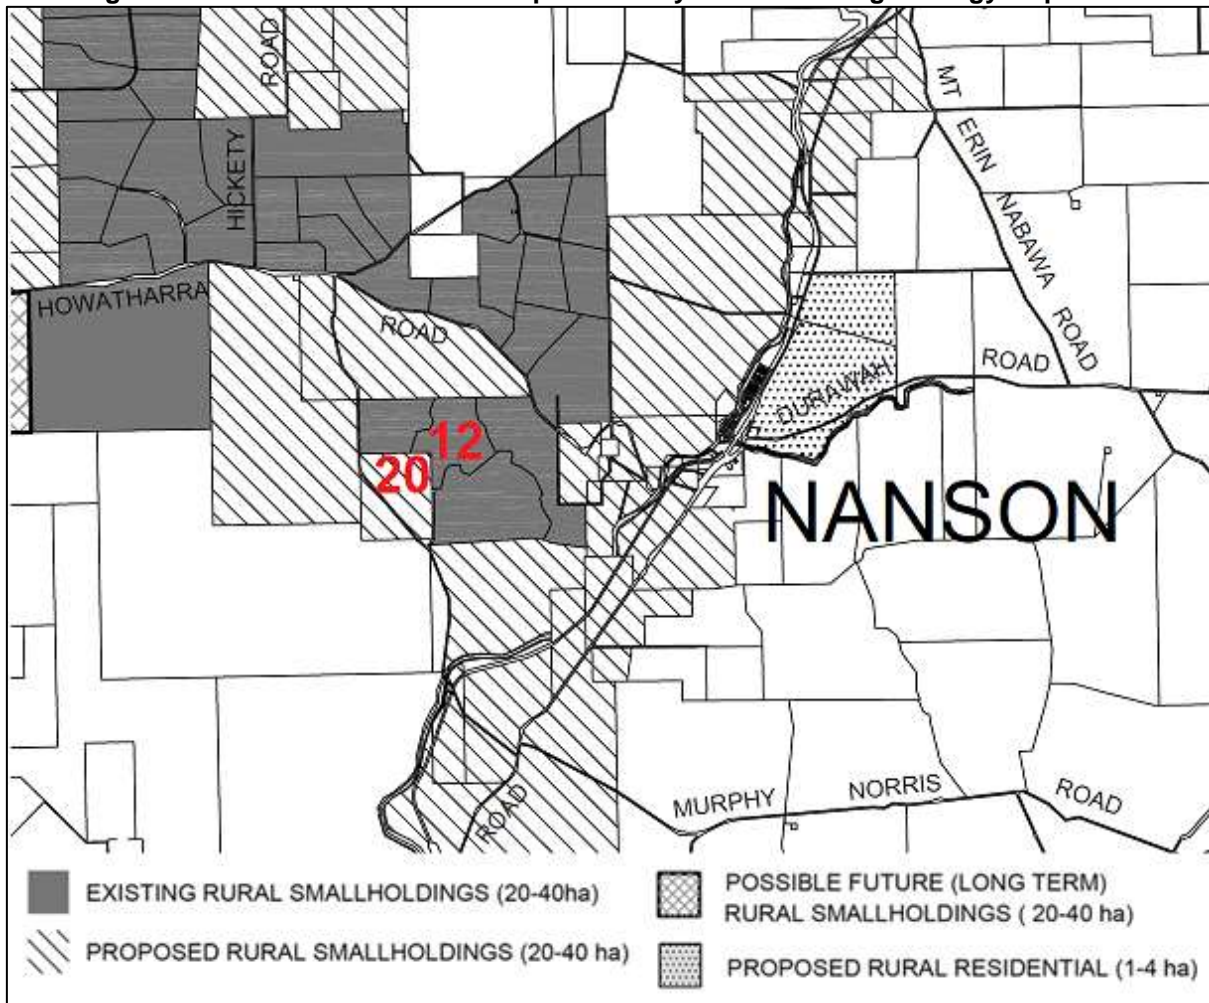 ROAD
MT
ERIN
NABAWA
ROAD
HICKETY
HOWATHARRA
ROAD
ROAD
DURAWAH
12
20
NANSON
MURPHY
NORRIS
ROAD
ROAD
EXISTING RURAL SMALLHOLDINGS (20-40ha)
PROPOSED RURAL SMALLHOLDINGS (20-40 ha)
POSSIBLE FUTURE (LONG TERM)
RURAL SMALLHOLDINGS ( 20-40 ha)
PROPOSED RURAL RESIDENTIAL (1-4 ha)